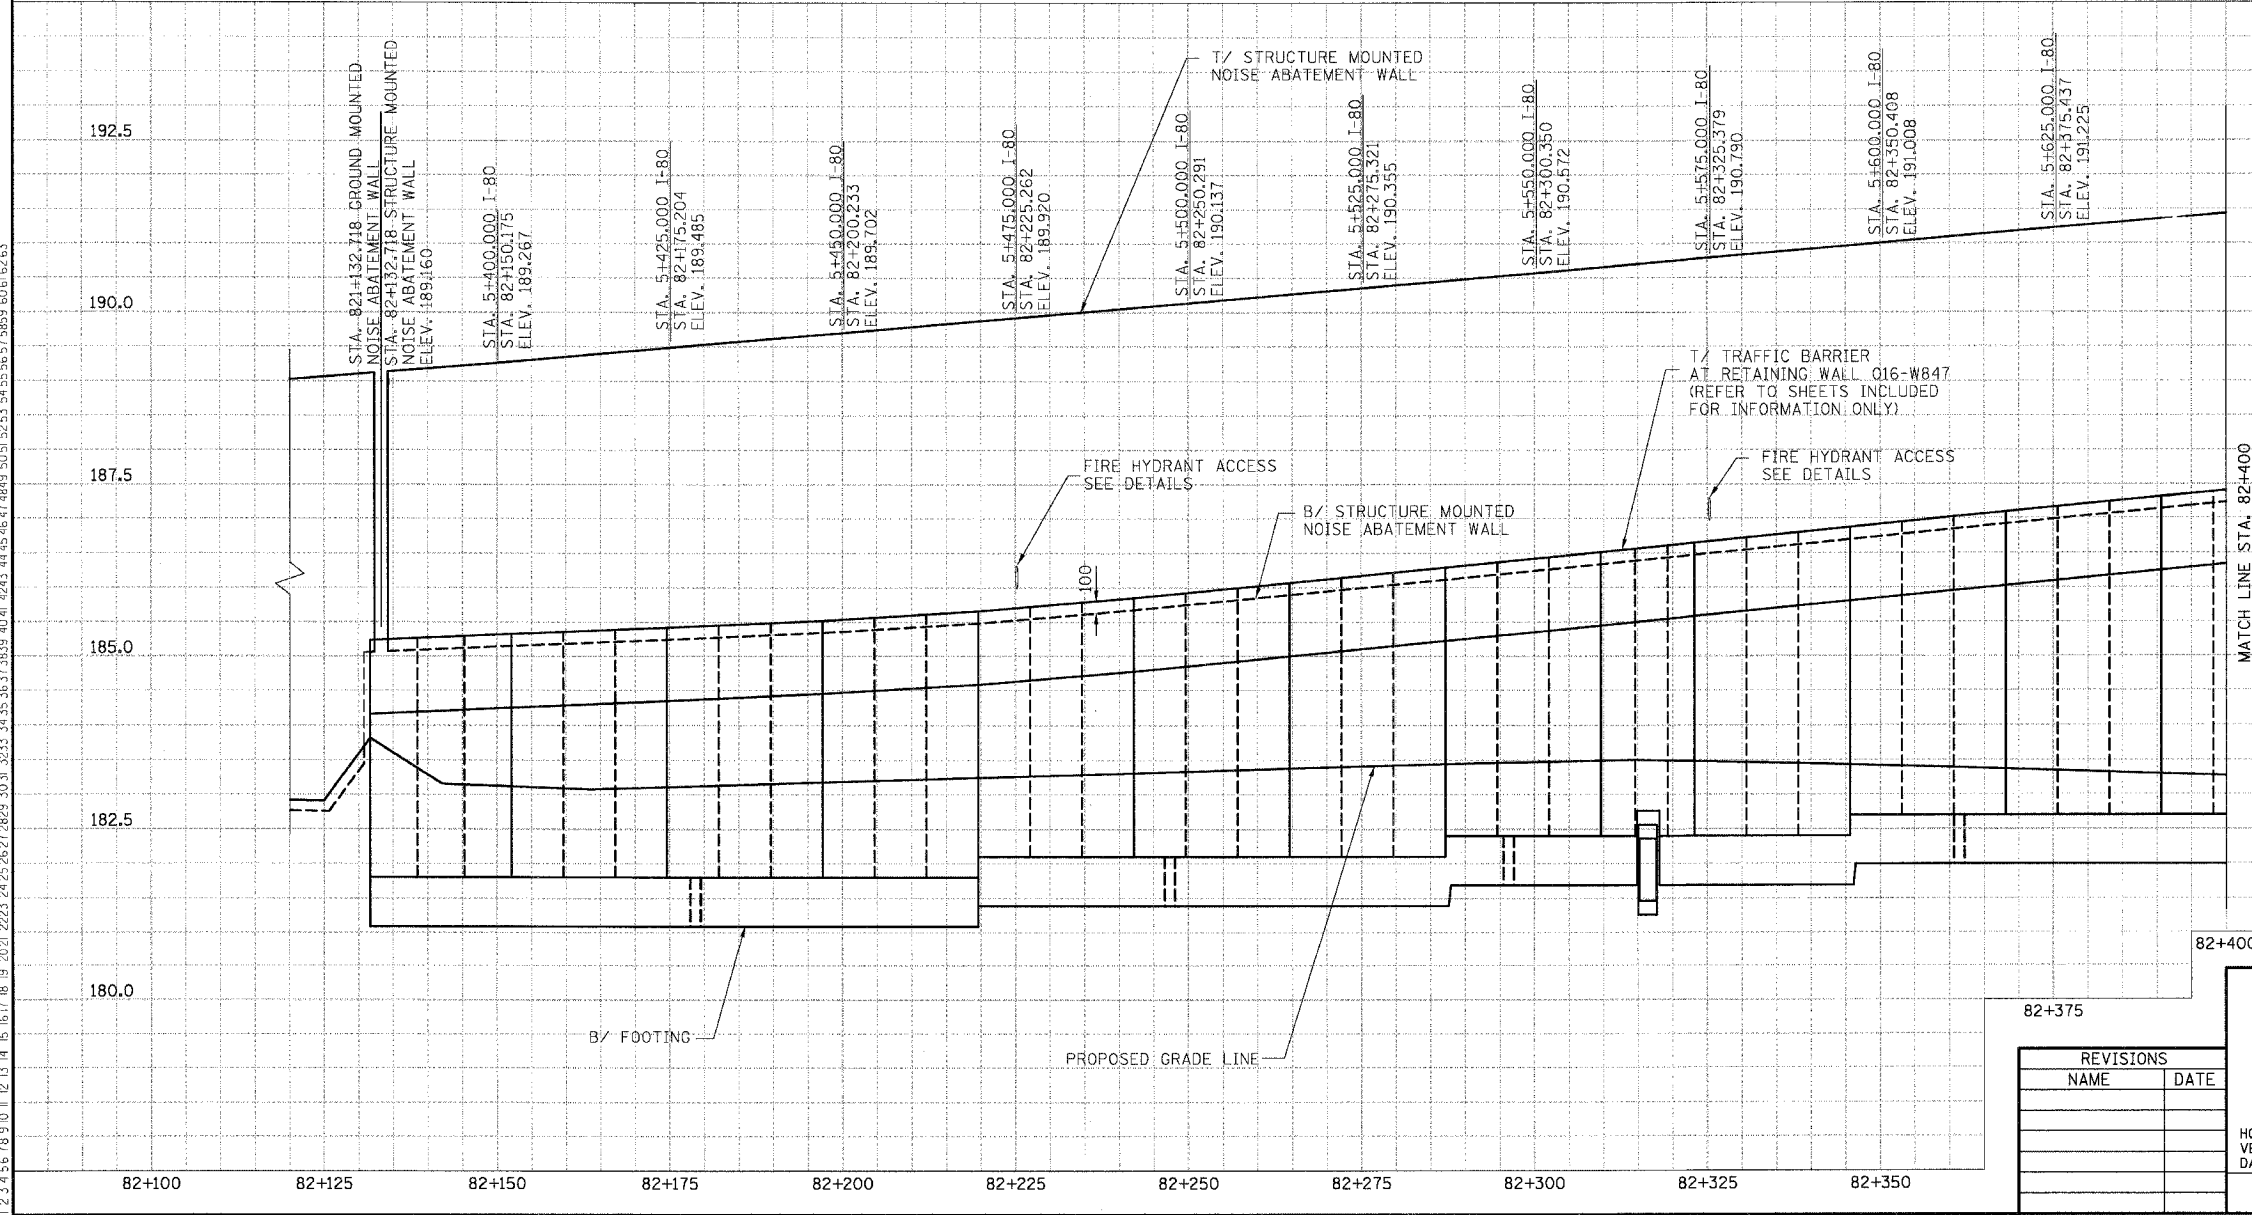 T/ STRUCTURE MOUNTED
NOISE ABATEMENT WALL
STA. 821+132.718 GROUND MOUNTED
NOISE ABATEMENT WALL
STA. 82+132.718 STRUCTURE MOUNTED
NOISE ABATEMENT WALL
ELEV. 189.160
STA. 5+400.000 I-80
STA. 82+150.175
ELEV. 189.267
STA. 5+425.000 I-80
STA. 82+175.204
ELEV. 189.485
STA. 5+450.000 I-80
STA. 82+200.233
ELEV. 189.702
STA. 5+475.000 I-80
STA. 82+225.262
ELEV. 189.920
STA. 5+500.000 I-80
STA. 82+250.291
ELEV. 190.137
STA. 5+525.000 I-80
STA. 82+275.321
ELEV. 190.355
STA. 5+550.000 I-80
STA. 82+300.350
ELEV. 190.572
STA. 5+575.000 I-80
STA. 82+325.379
ELEV. 190.790
STA. 5+600.000 I-80
STA. 82+350.408
ELEV. 191.008
STA. 5+625.000 I-80
STA. 82+375.437
ELEV. 191.225
192.5
190.0
187.5
185.0
182.5
180.0
T/ TRAFFIC BARRIER
AT RETAINING WALL 016-W847
(REFER TO SHEETS INCLUDED
FOR INFORMATION ONLY)
FIRE HYDRANT ACCESS
SEE DETAILS
FIRE HYDRANT ACCESS
SEE DETAILS
B/ STRUCTURE MOUNTED
NOISE ABATEMENT WALL
100
MATCH LINE STA. 82+400
B/ FOOTING
PROPOSED GRADE LINE
82+400
82+375
REVISIONS
NAME DATE
82+100 82+125 82+150 82+175 82+200 82+225 82+250 82+275 82+300 82+325 82+350